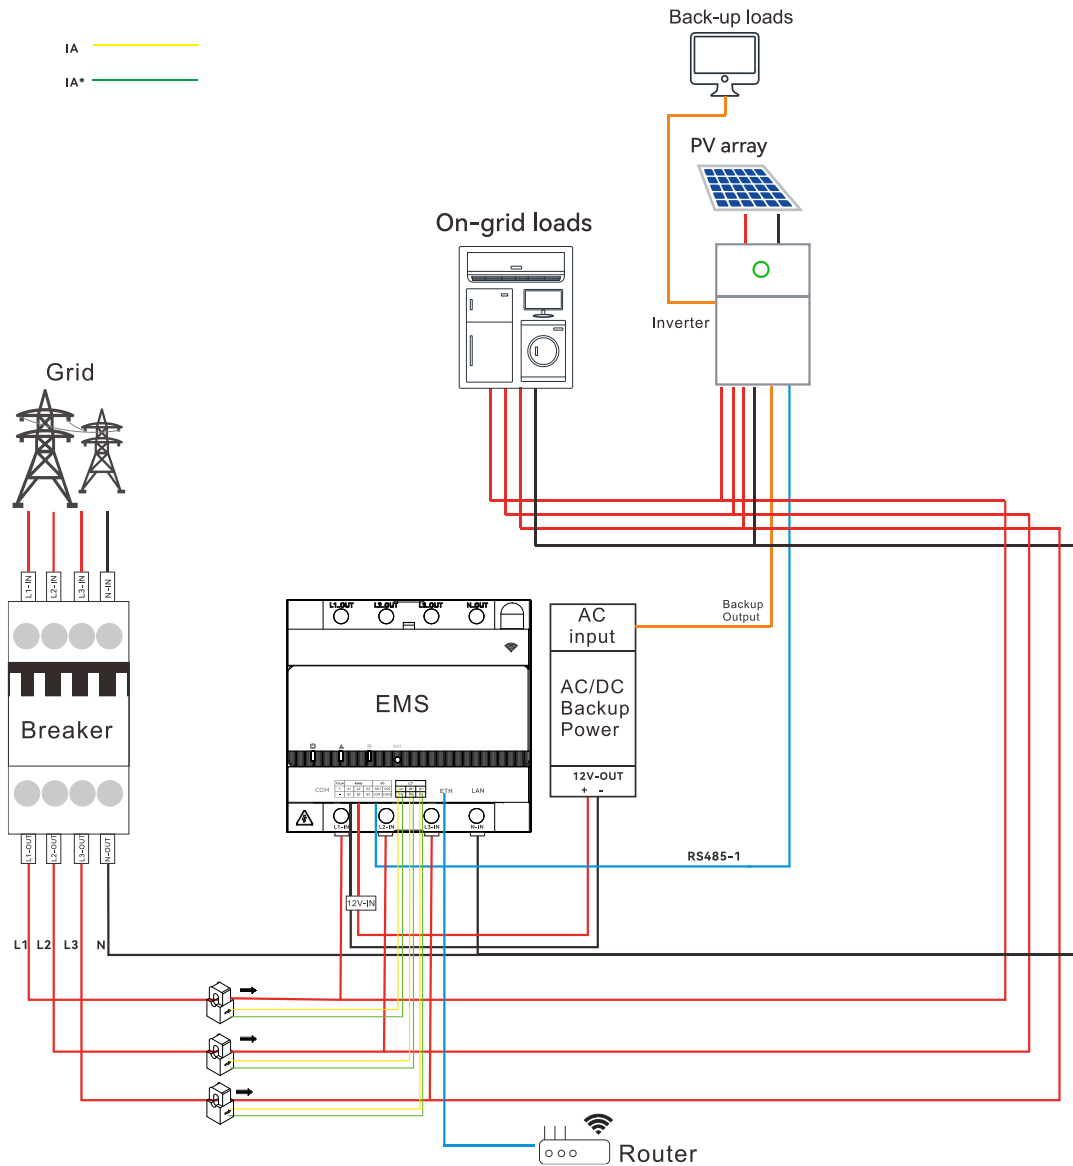 Back-up loads
IA
IA*
PV array
On-grid loads
Inverter
Grid
L1-IN
L2-IN
L3-IN
N-IN
L1_OUT
L2_OUT
L3_OUT
N_OUT
AC
input
Backup
Output
EMS
AC/DC
Backup
Power
Breaker
RST
12V-OUT
+ -
COM
ETH
LAN
L1-IN
L2-IN
L3-IN
N-IN
L1-OUT
L2-OUT
L3-OUT
N-OUT
RS485-1
12V-IN
L1
L2
L3
N
Router